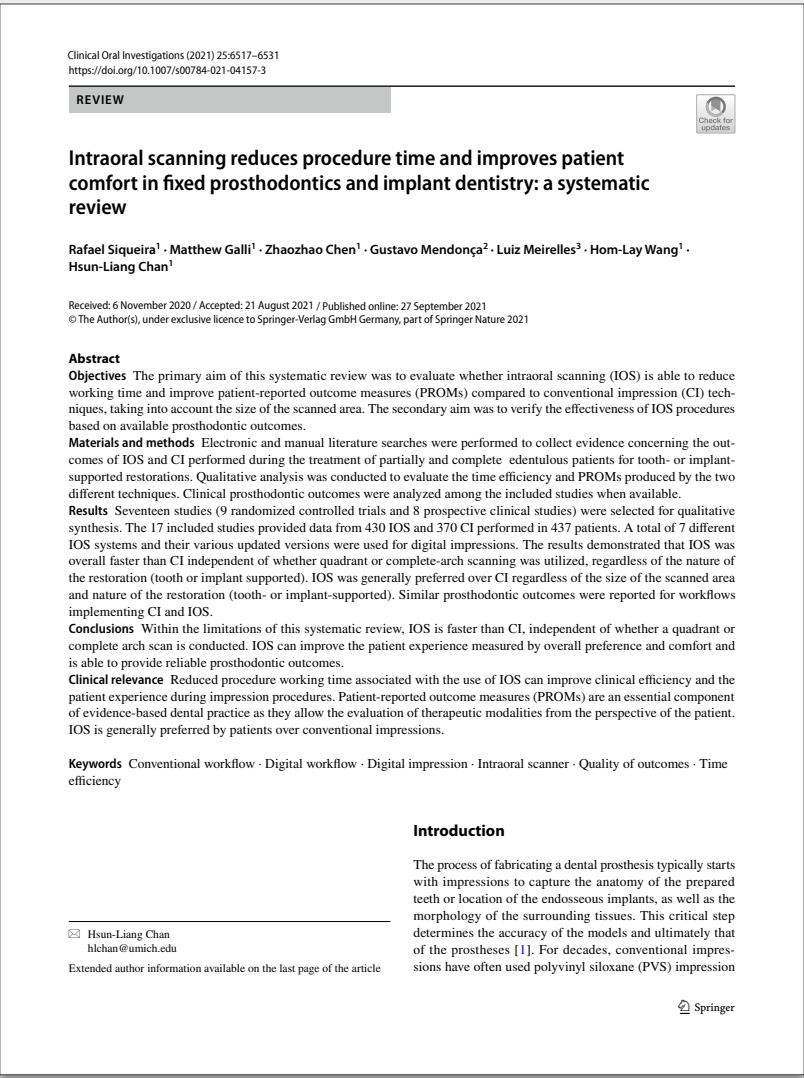 Clinical Oral Investigations (2021) 25:6517–6531
https://doi.org/10.1007/s00784-021-04157-3
REVIEW
Check for
updates
Intraoral scanning reduces procedure time and improves patient
comfort in fixed prosthodontics and implant dentistry: a systematic
review
Rafael Siqueira1 · Matthew Galli1 · Zhaozhao Chen1 · Gustavo Mendonça2 · Luiz Meirelles3 · Hom-Lay Wang1 ·
Hsun-Liang Chan1
Received: 6 November 2020 / Accepted: 21 August 2021 / Published online: 27 September 2021
© The Author(s), under exclusive licence to Springer-Verlag GmbH Germany, part of Springer Nature 2021
Abstract
Objectives The primary aim of this systematic review was to evaluate whether intraoral scanning (IOS) is able to reduce
working time and improve patient-reported outcome measures (PROMs) compared to conventional impression (CI) tech-
niques, taking into account the size of the scanned area. The secondary aim was to verify the effectiveness of IOS procedures
based on available prosthodontic outcomes.
Materials and methods Electronic and manual literature searches were performed to collect evidence concerning the out-
comes of IOS and CI performed during the treatment of partially and complete edentulous patients for tooth- or implant-
supported restorations. Qualitative analysis was conducted to evaluate the time efficiency and PROMs produced by the two
different techniques. Clinical prosthodontic outcomes were analyzed among the included studies when available.
Results Seventeen studies (9 randomized controlled trials and 8 prospective clinical studies) were selected for qualitative
synthesis. The 17 included studies provided data from 430 IOS and 370 CI performed in 437 patients. A total of 7 different
IOS systems and their various updated versions were used for digital impressions. The results demonstrated that IOS was
overall faster than CI independent of whether quadrant or complete-arch scanning was utilized, regardless of the nature of
the restoration (tooth or implant supported). IOS was generally preferred over CI regardless of the size of the scanned area
and nature of the restoration (tooth- or implant-supported). Similar prosthodontic outcomes were reported for workflows
implementing CI and IOS.
Conclusions Within the limitations of this systematic review, IOS is faster than CI, independent of whether a quadrant or
complete arch scan is conducted. IOS can improve the patient experience measured by overall preference and comfort and
is able to provide reliable prosthodontic outcomes.
Clinical relevance Reduced procedure working time associated with the use of IOS can improve clinical efficiency and the
patient experience during impression procedures. Patient-reported outcome measures (PROMs) are an essential component
of evidence-based dental practice as they allow the evaluation of therapeutic modalities from the perspective of the patient.
IOS is generally preferred by patients over conventional impressions.
Keywords Conventional workflow · Digital workflow · Digital impression · Intraoral scanner · Quality of outcomes · Time
efficiency
Hsun-Liang Chan
hlchan@umich.edu
Extended author information available on the last page of the article
Introduction
The process of fabricating a dental prosthesis typically starts
with impressions to capture the anatomy of the prepared
teeth or location of the endosseous implants, as well as the
morphology of the surrounding tissues. This critical step
determines the accuracy of the models and ultimately that
of the prostheses [1]. For decades, conventional impres-
sions have often used polyvinyl siloxane (PVS) impression
Springer